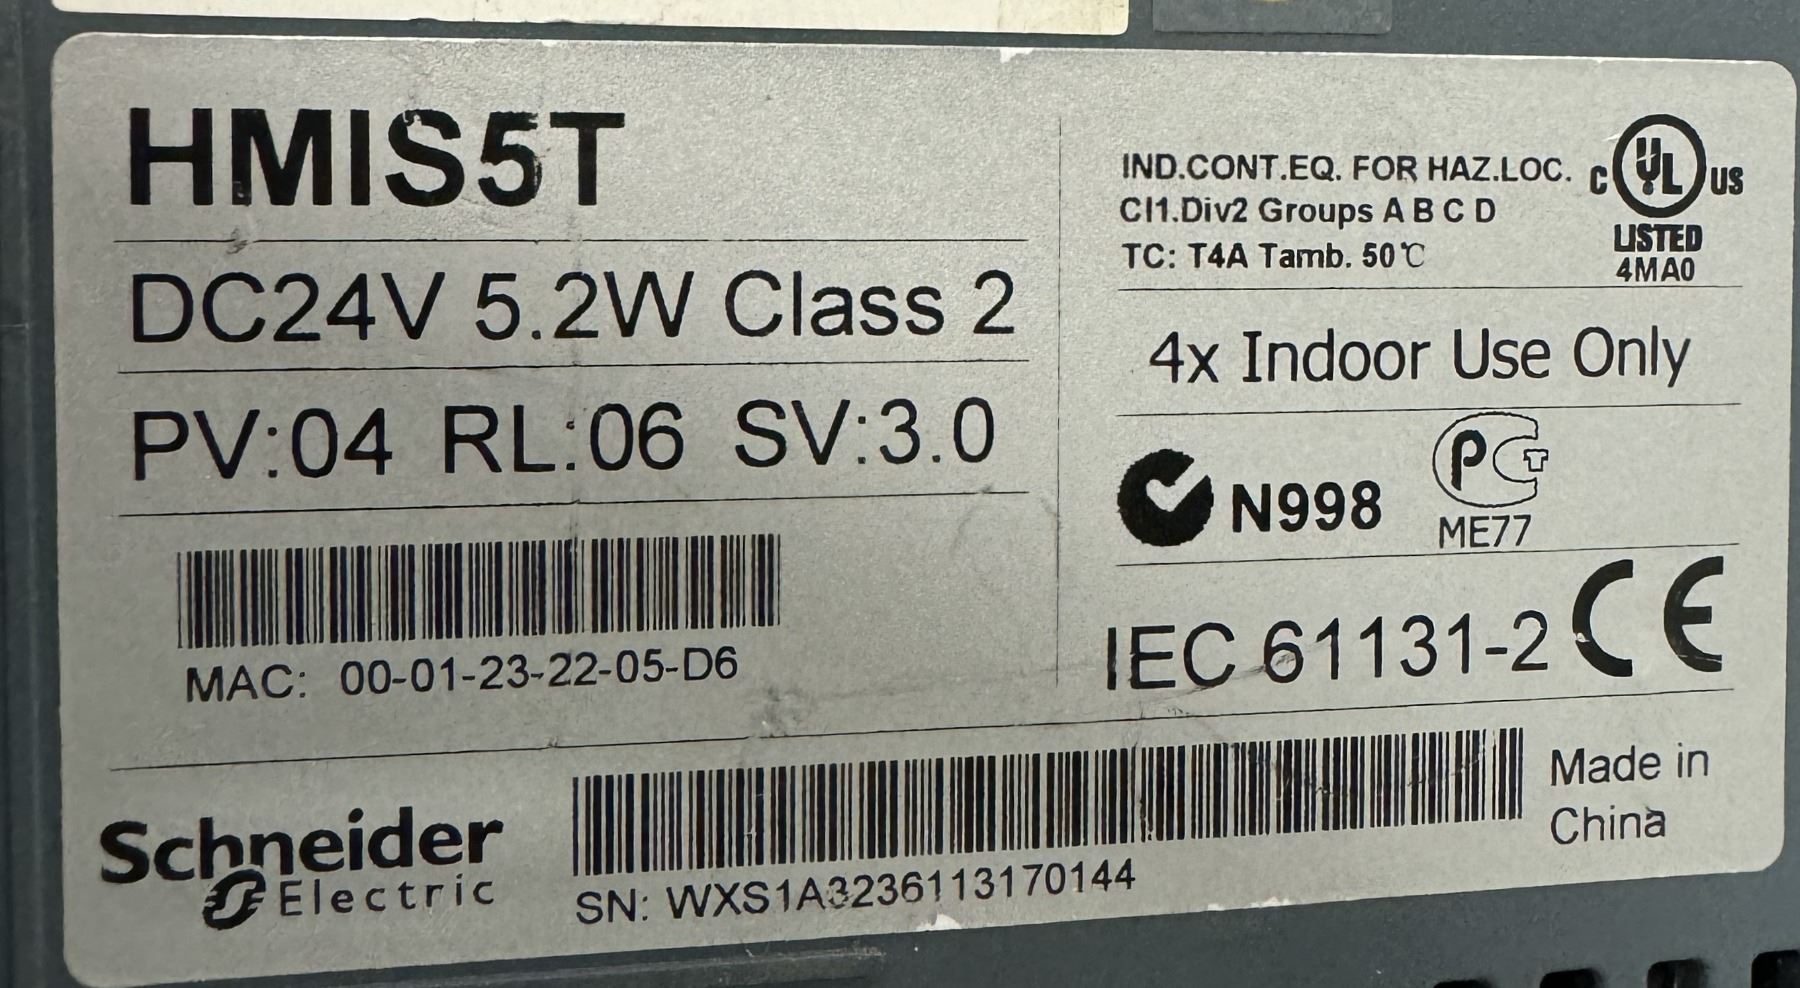 HMIS5T
DC24V 5.2W Class 2
PV:04 RL:06 SV:3.0
MAC: 00-01-23-22-05-D6
IND.CONT.EQ. FOR HAZ.LOC.
Cl1.Div2 Groups A B C D
TC: T4A Tamb. 50℃
C UL US
LISTED
4MA0
4x Indoor Use Only
N998
PCT
ME77
IEC 61131-2 CE
Schneider
Electric
SN: WXS1A3236113170144
Made in
China